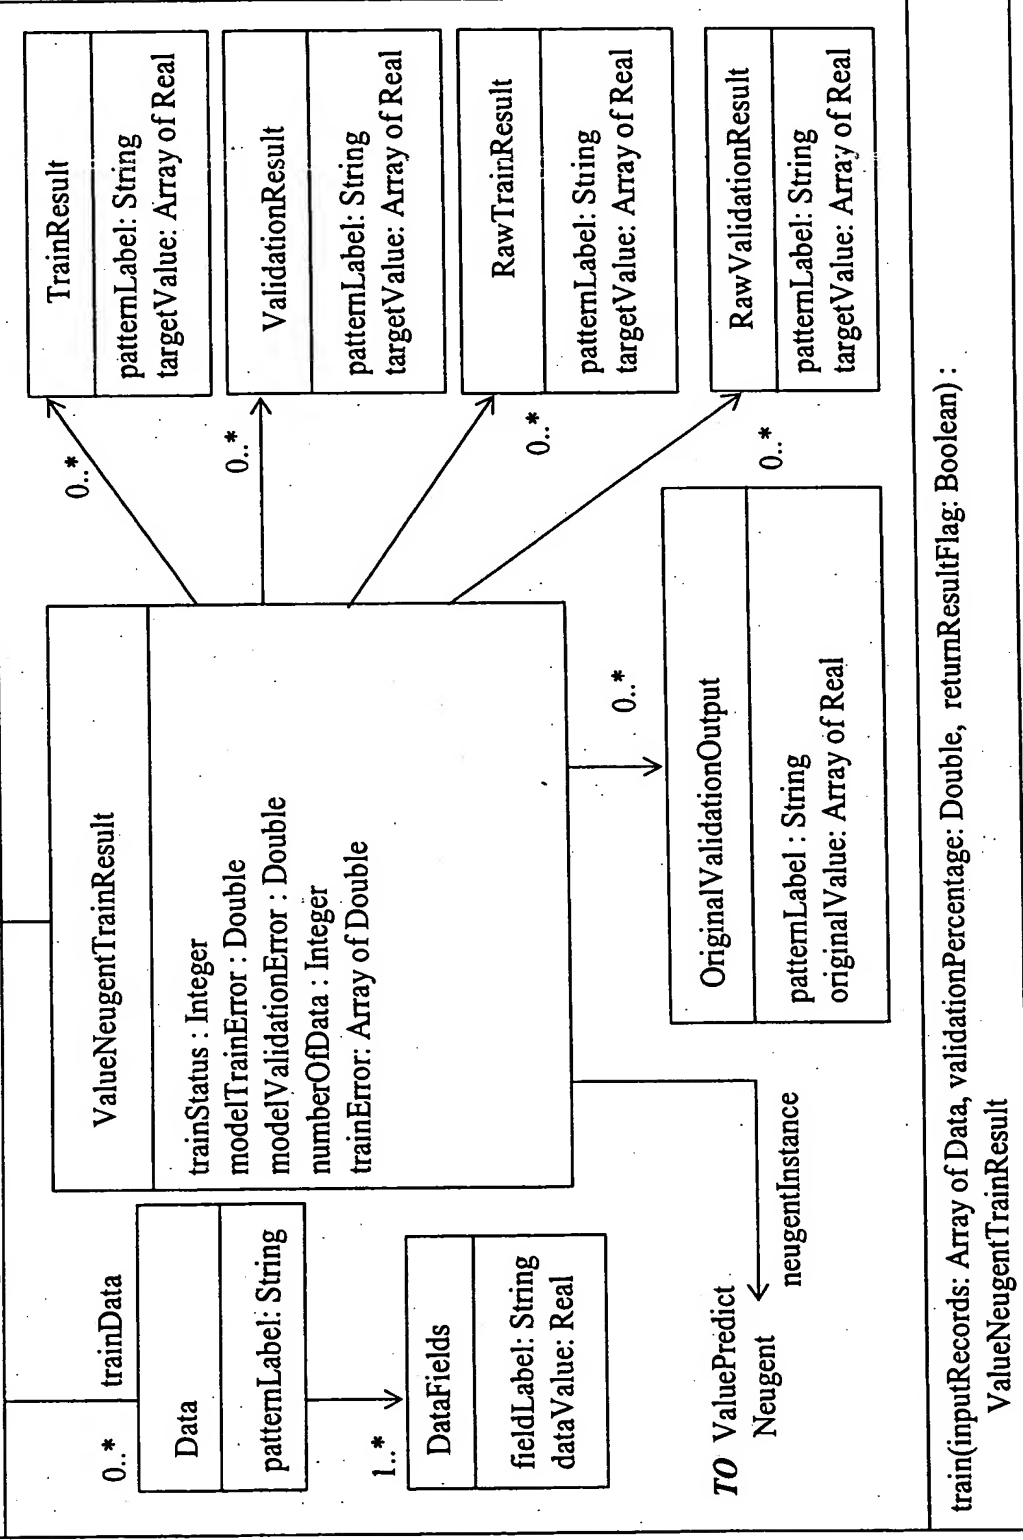 0..*
trainData
Data
patternLabel: String
1..*
DataFields
fieldLabel: String
dataValue: Real
TO ValuePredict
Neugent
neugentInstance
ValueNeugentTrainResult
trainStatus : Integer
modelTrainError : Double
modelValidationError : Double
numberOfData : Integer
trainError: Array of Double
0..*
OriginalValidationOutput
patternLabel : String
originalValue: Array of Real
0..*
TrainResult
patternLabel: String
targetValue: Array of Real
0..*
ValidationResult
patternLabel: String
targetValue: Array of Real
0..*
RawTrainResult
patternLabel: Stuing
targetValue: Array of Real
0..*
RawValidationResult
patternLabel: String
targetValue: Array of Real
train(inputRecords: Array of Data, validationPercentage: Double, returnResultFlag: Boolean) :
ValueNeugentTrainResult